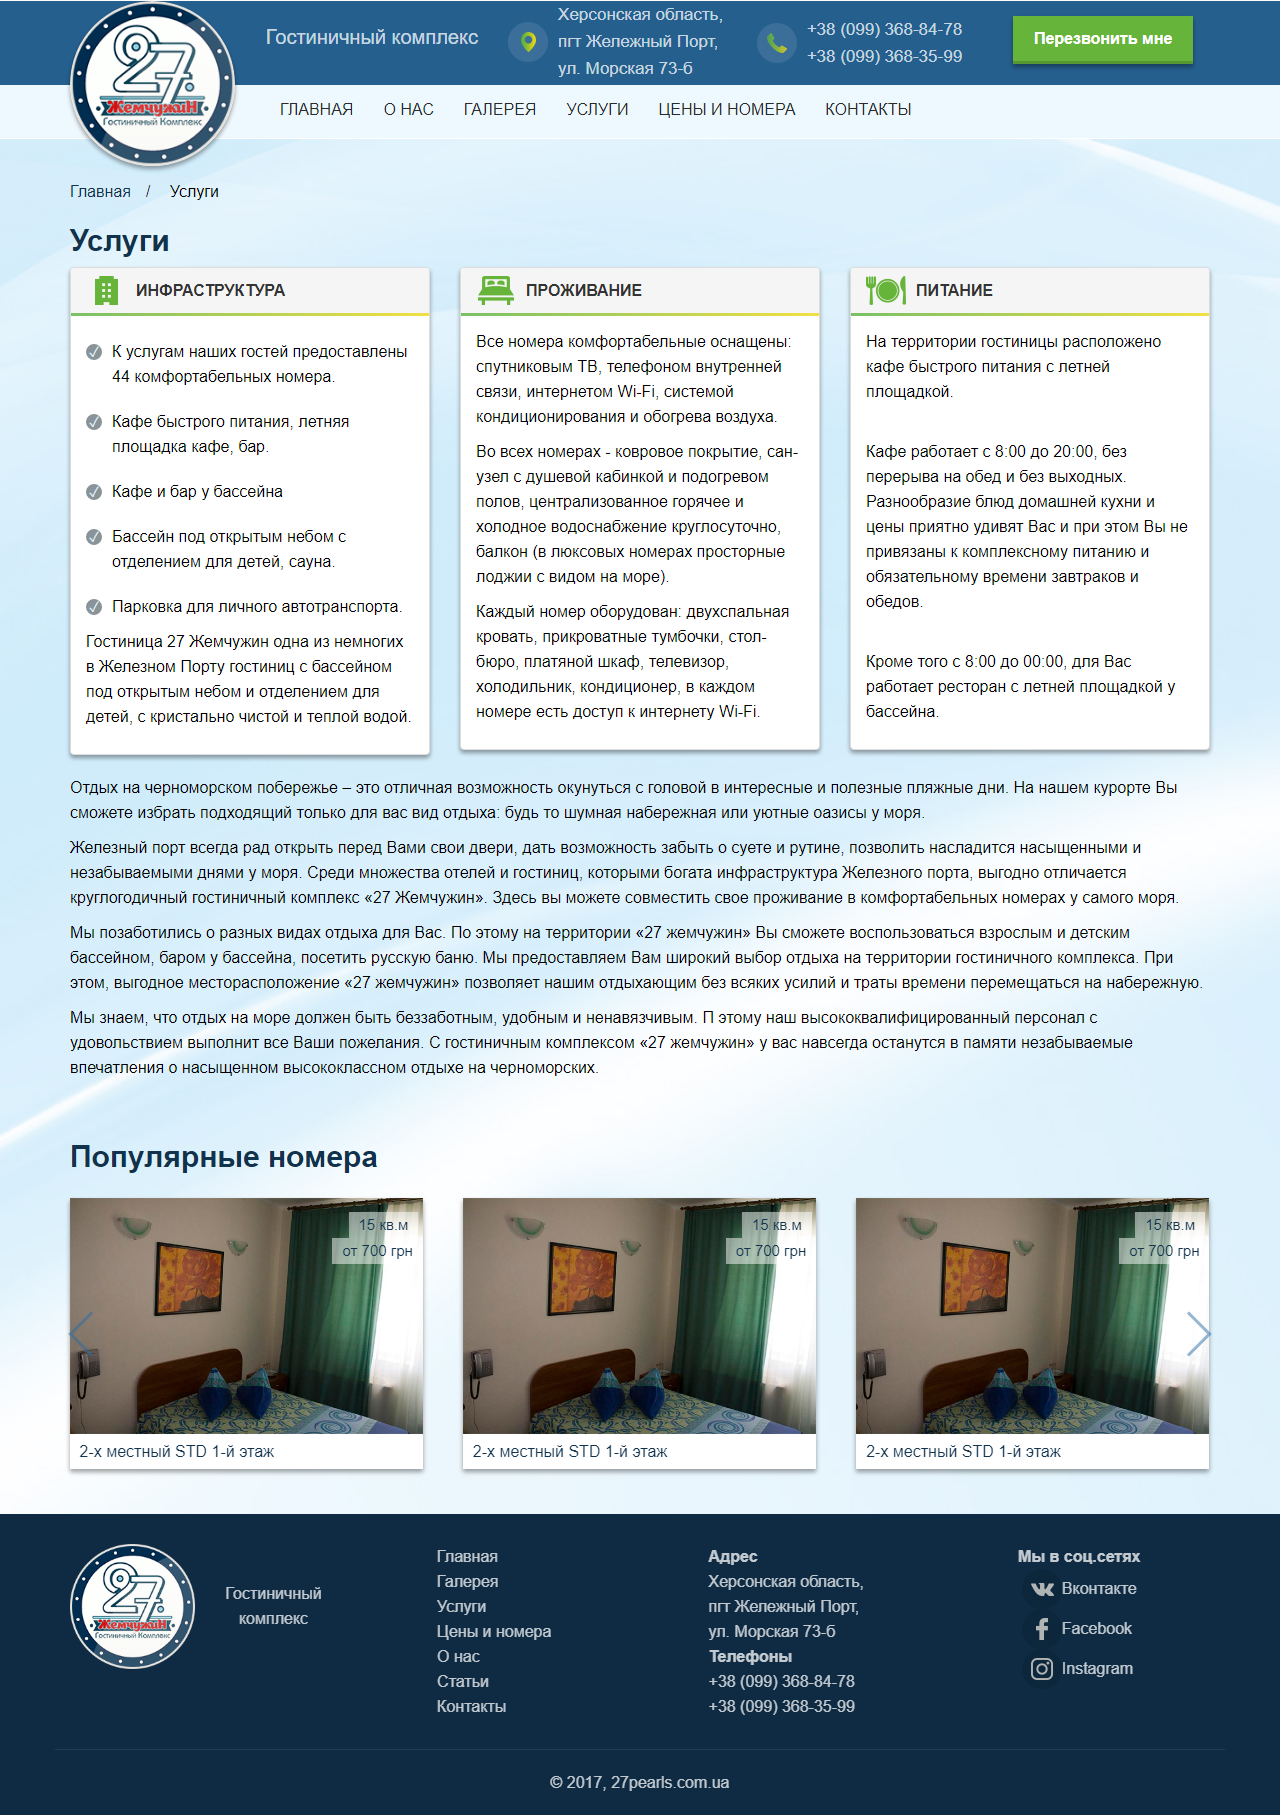 27
ЖемчужиН
Гостиничный Комплекс
Гостиничный комплекс
Херсонская область,
пгт Жележный Порт,
ул. Морская 73-б
+38 (099) 368-84-78
+38 (099) 368-35-99
Перезвонить мне
ГЛАВНАЯ О НАС ГАЛЕРЕЯ УСЛУГИ ЦЕНЫ И НОМЕРА КОНТАКТЫ
Главная / Услуги
Услуги
ИНФРАСТРУКТУРА
К услугам наших гостей предоставлены
44 комфортабельных номера.
Кафе быстрого питания, летняя
площадка кафе, бар.
Кафе и бар у бассейна
Бассейн под открытым небом с
отделением для детей, сауна.
Парковка для личного автотранспорта.
Гостиница 27 Жемчужин одна из немногих
в Железном Порту гостиниц с бассейном
под открытым небом и отделением для
детей, с кристально чистой и теплой водой.
ПРОЖИВАНИЕ
Все номера комфортабельные оснащены:
спутниковым ТВ, телефоном внутренней
связи, интернетом Wi-Fi, системой
кондиционирования и обогрева воздуха.
Во всех номерах - ковровое покрытие, сан-
узел с душевой кабинкой и подогревом
полов, централизованное горячее и
холодное водоснабжение круглосуточно,
балкон (в люксовых номерах просторные
лоджии с видом на море).
Каждый номер оборудован: двухспальная
кровать, прикроватные тумбочки, стол-
бюро, платяной шкаф, телевизор,
холодильник, кондиционер, в каждом
номере есть доступ к интернету Wi-Fi.
ПИТАНИЕ
На территории гостиницы расположено
кафе быстрого питания с летней
площадкой.
Кафе работает с 8:00 до 20:00, без
перерыва на обед и без выходных.
Разнообразие блюд домашней кухни и
цены приятно удивят Вас и при этом Вы не
привязаны к комплексному питанию и
обязательному времени завтраков и
обедов.
Кроме того с 8:00 до 00:00, для Вас
работает ресторан с летней площадкой у
бассейна.
Отдых на черноморском побережье – это отличная возможность окунуться с головой в интересные и полезные пляжные дни. На нашем курорте Вы
сможете избрать подходящий только для вас вид отдыха: будь то шумная набережная или уютные оазисы у моря.
Железный порт всегда рад открыть перед Вами свои двери, дать возможность забыть о суете и рутине, позволить насладится насыщенными и
незабываемыми днями у моря. Среди множества отелей и гостиниц, которыми богата инфраструктура Железного порта, выгодно отличается
круглогодичный гостиничный комплекс «27 Жемчужин». Здесь вы можете совместить свое проживание в комфортабельных номерах у самого моря.
Мы позаботились о разных видах отдыха для Вас. По этому на территории «27 жемчужин» Вы сможете воспользоваться взрослым и детским
бассейном, баром у бассейна, посетить русскую баню. Мы предоставляем Вам широкий выбор отдыха на территории гостиничного комплекса. При
этом, выгодное месторасположение «27 жемчужин» позволяет нашим отдыхающим без всяких усилий и траты времени перемещаться на набережную.
Мы знаем, что отдых на море должен быть беззаботным, удобным и ненавязчивым. П этому наш высококвалифицированный персонал с
удовольствием выполнит все Ваши пожелания. С гостиничным комплексом «27 жемчужин» у вас навсегда останутся в памяти незабываемые
впечатления о насыщенном высококлассном отдыхе на черноморских.
Популярные номера
15 кв.м
от 700 грн
2-х местный STD 1-й этаж
15 кв.м
от 700 грн
2-х местный STD 1-й этаж
15 кв.м
от 700 грн
2-х местный STD 1-й этаж
27
ЖемчужиН
Гостиничный Комплекс
Гостиничный
комплекс
Главная
Галерея
Услуги
Цены и номера
О нас
Статьи
Контакты
Адрес
Херсонская область,
пгт Жележный Порт,
ул. Морская 73-б
Телефоны
+38 (099) 368-84-78
+38 (099) 368-35-99
Мы в соц.сетях
Вконтакте
Facebook
Instagram
© 2017, 27pearls.com.ua